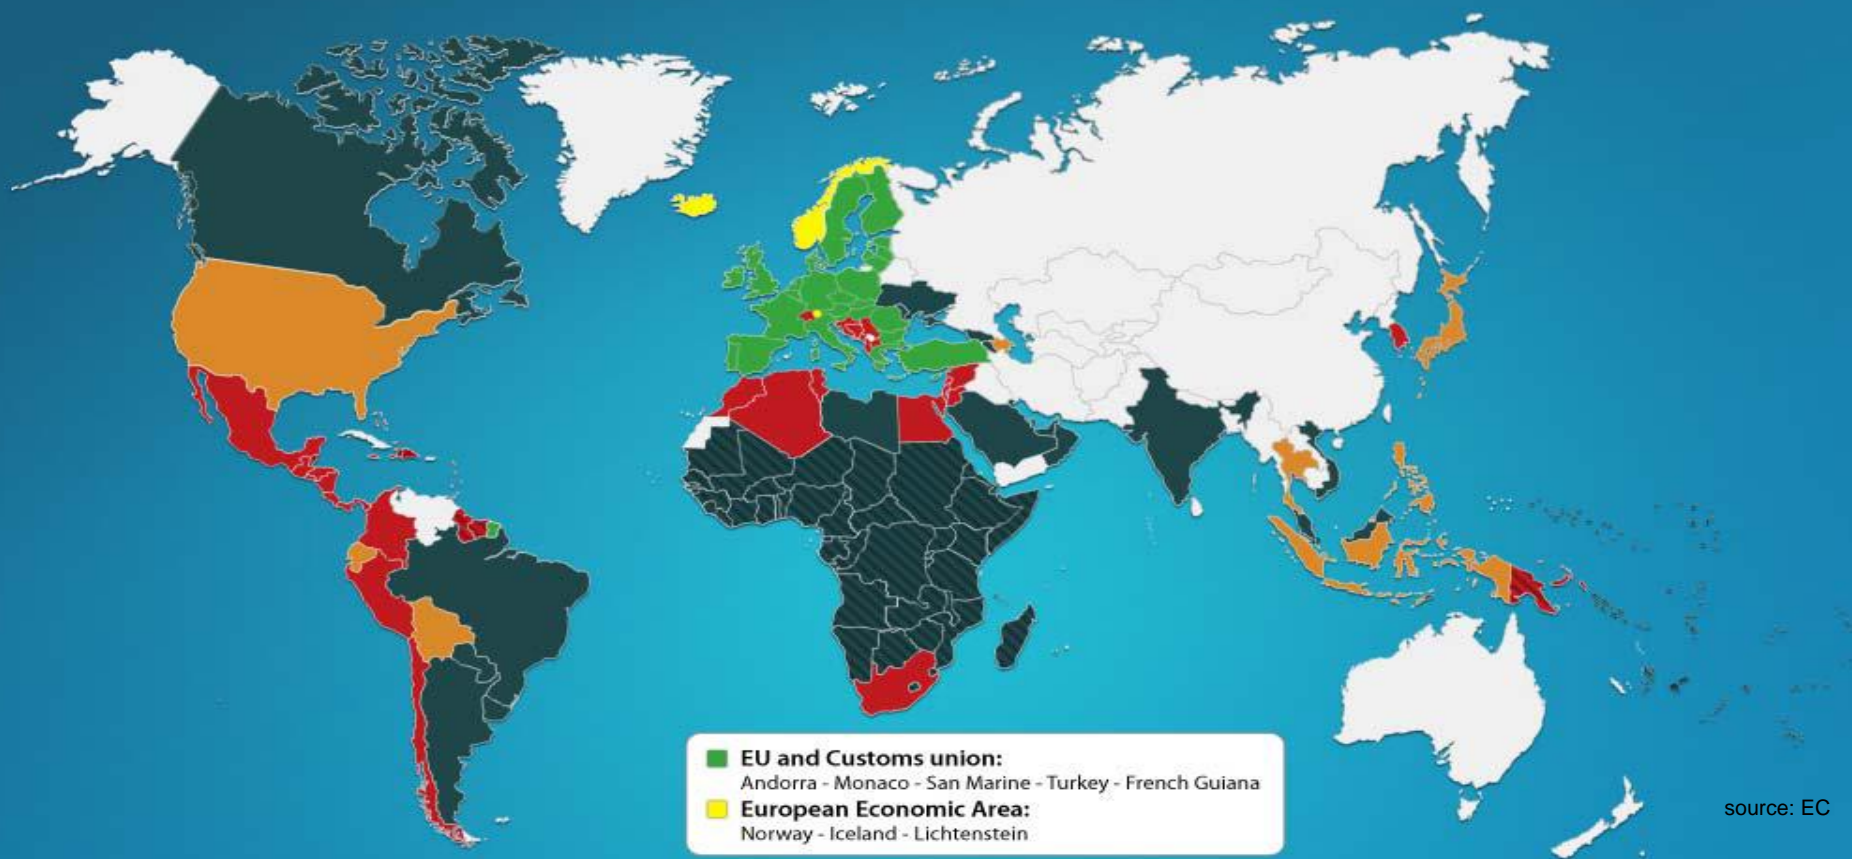 EU and Customs union:
Andorra - Monaco - San Marine - Turkey - French Guiana
European Economic Area:
Norway - Iceland - Lichtenstein
source: EC